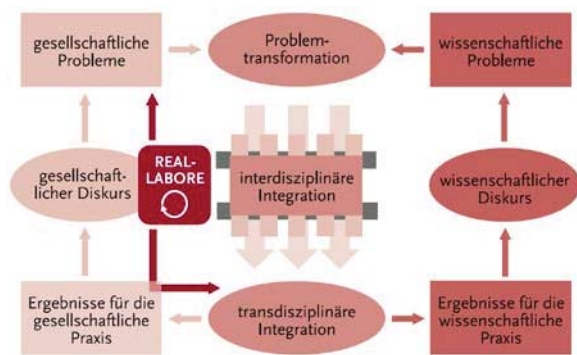 gesellschaftliche
Probleme
Problem-
transformation
wissenschaftliche
Probleme
gesellschaft-
licher Diskurs
REAL-
LABORE
interdisziplinäre
Integration
wissenschaftlicher
Diskurs
Ergebnisse für die
gesellschaftliche
Praxis
transdisziplinäre
Integration
Ergebnisse für die
wissenschaftliche
Praxis